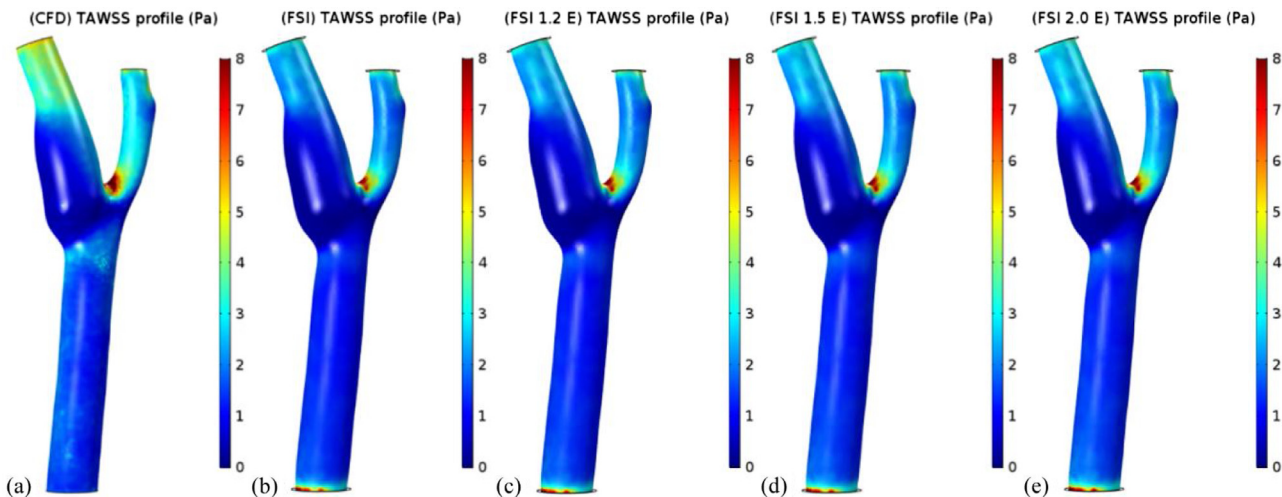 (CFD) TAWSS profile (Pa)
(FSI) TAWSS profile (Pa)
(FSI 1.2 E) TAWSS profile (Pa)
(FSI 1.5 E) TAWSS profile (Pa)
(FSI 2.0 E) TAWSS profile (Pa)
8 8 8 8 8
7 7 7 7 7
6 6 6 6 6
5 5 5 5 5
4 4 4 4 4
3 3 3 3 3
2 2 2 2 2
1 1 1 1 1
0 0 0 0 0
(a) (b) (c) (d) (e)